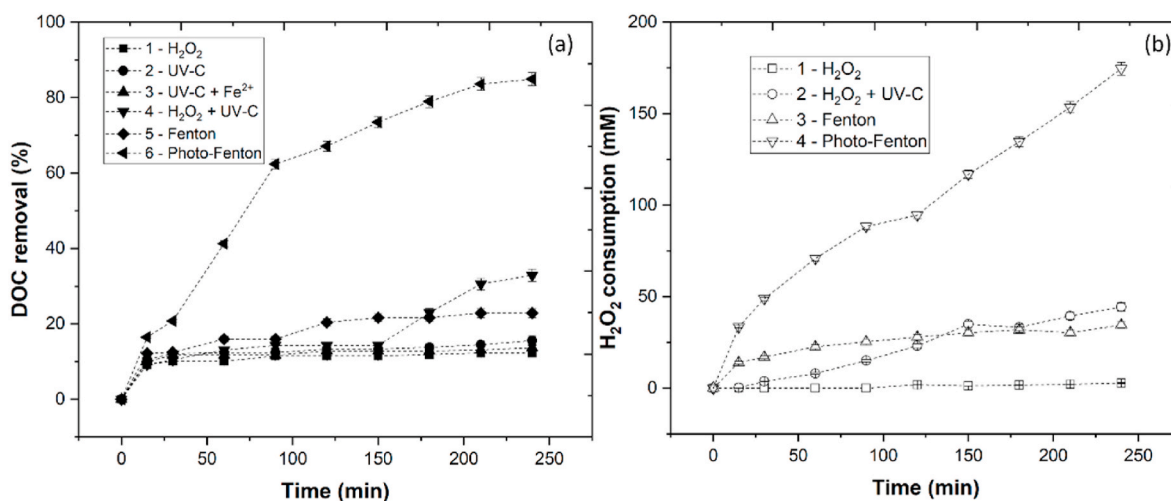 (a)
100
80
60
40
20
0
DOC removal (%)
1 - H₂O₂
2 - UV-C
3 - UV-C + Fe²⁺
4 - H₂O₂ + UV-C
5 - Fenton
6 - Photo-Fenton
0 50 100 150 200 250
Time (min)
(b)
200
150
100
50
0
H₂O₂ consumption (mM)
1 - H₂O₂
2 - H₂O₂ + UV-C
3 - Fenton
4 - Photo-Fenton
0 50 100 150 200 250
Time (min)